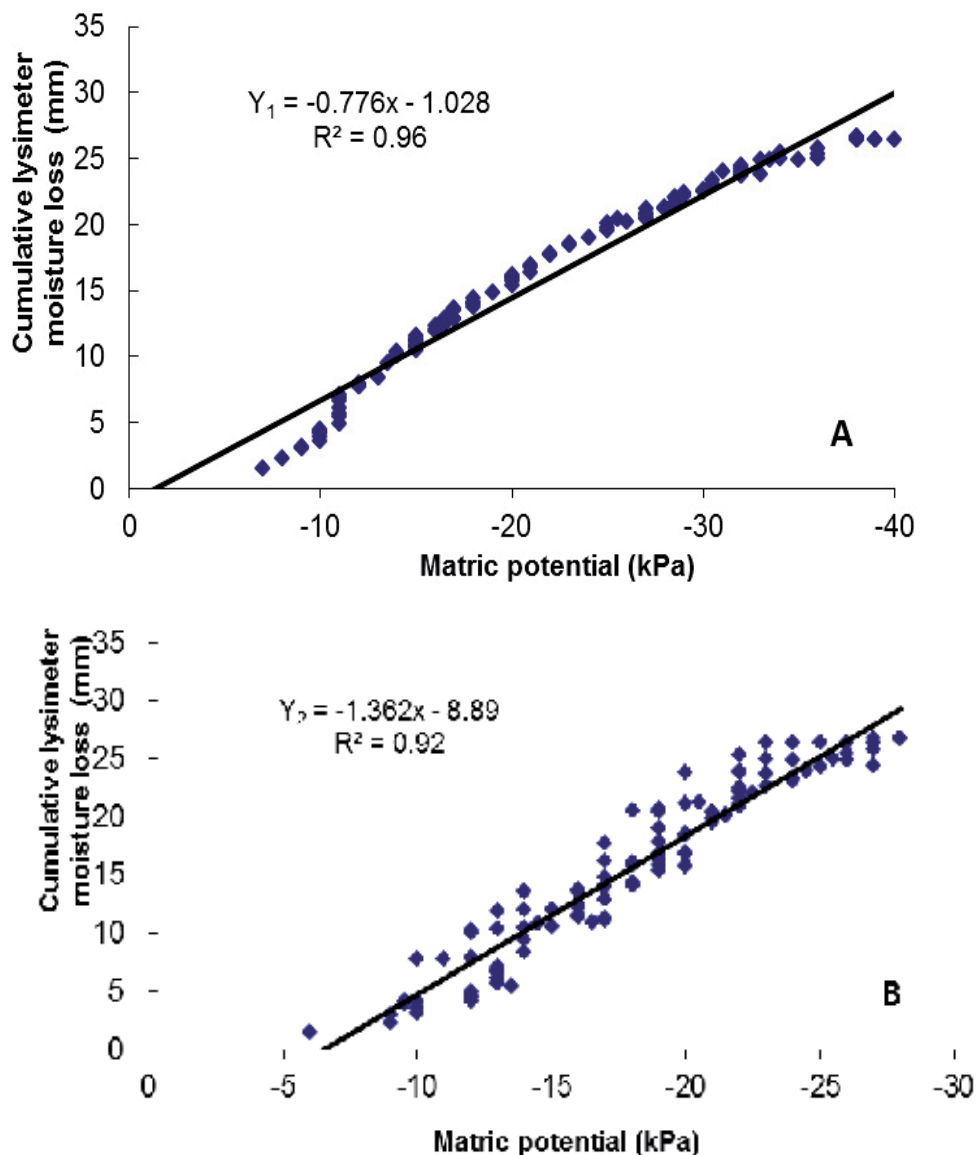 Cumulative lysimeter
moisture loss (mm)
35
30
25
20
15
10
5
0
Y₁ = -0.776x - 1.028
R² = 0.96
A
0 -10 -20 -30 -40
Matric potential (kPa)
Cumulative lysimeter
moisture loss (mm)
35
30
25
20
15
10
5
0
Y₂ = -1.362x - 8.89
R² = 0.92
B
0 -5 -10 -15 -20 -25 -30
Matric potential (kPa)